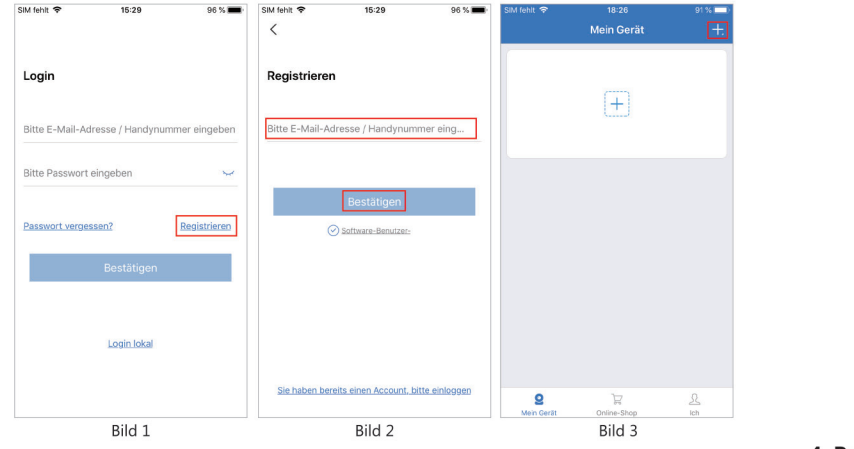 SIM fehlt 15:29 96 %
Login
Bitte E-Mail-Adresse / Handynummer eingeben
Bitte Passwort eingeben
Passwort vergessen? Registrieren
Bestätigen
Login lokal
Bild 1
SIM fehlt 15:29 96 %
Registrieren
Bitte E-Mail-Adresse / Handynummer eing...
Bestätigen
Software-Benutzer-
Sie haben bereits einen Account, bitte einloggen
Bild 2
SIM fehlt 18:26 91 %
Mein Gerät
Mein Gerät Online-Shop Ich
Bild 3